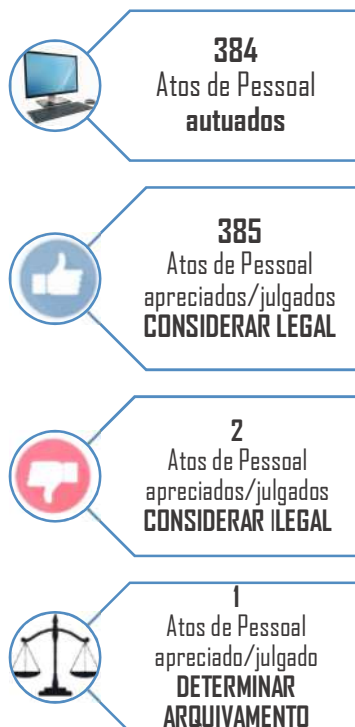 384
Atos de Pessoal
autuados
385
Atos de Pessoal
apreciados/julgados
CONSIDERAR LEGAL
2
Atos de Pessoal
apreciados/julgados
CONSIDERAR ILEGAL
1
Atos de Pessoal
apreciado/julgado
DETERMINAR
ARQUIVAMENTO